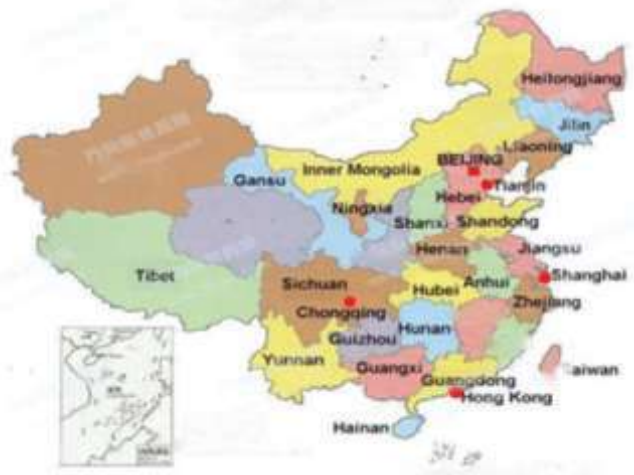 Heilongjiang
Jilin
Liaoning
Inner Mongolia
BEIJING
Gansu
Tianjin
Hebei
Ningxia
Shanxi
Shandong
Henan
Jiangsu
Tibet
Sichuan
Anhui
Shanghai
Hubei
Chongqing
Zhejiang
Hunan
Guizhou
Yunnan
Guangxi
Guangdong
aiwan
Hong Kong
Hainan